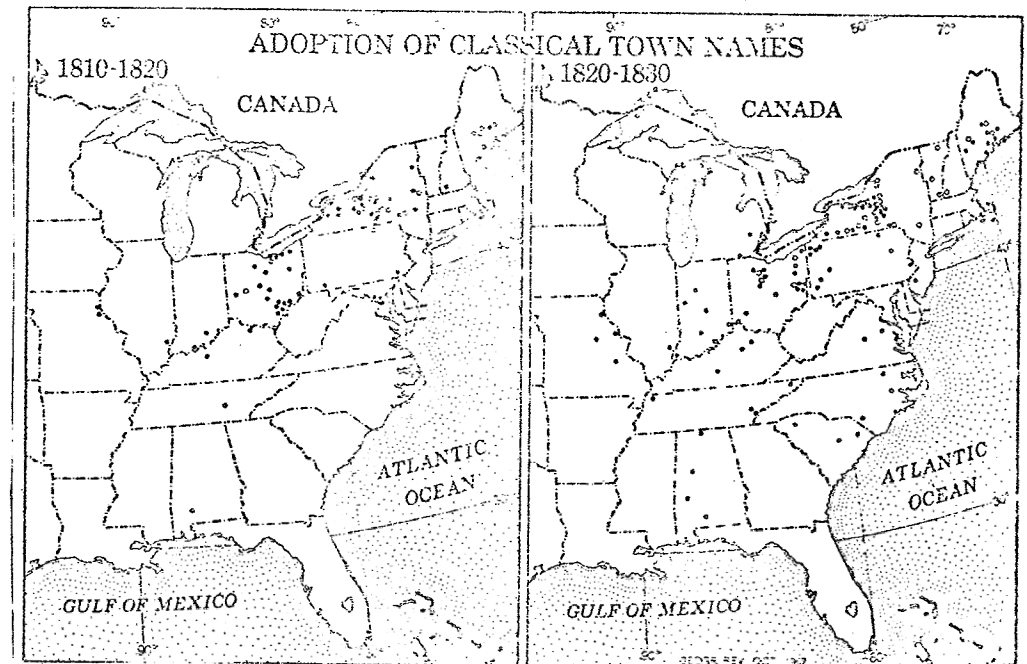 ADOPTION OF CLASSICAL TOWN NAMES
1810-1820
CANADA
ATLANTIC
OCEAN
GULF OF MEXICO
90°
1820-1830
CANADA
ATLANTIC
OCEAN
GULF OF MEXICO